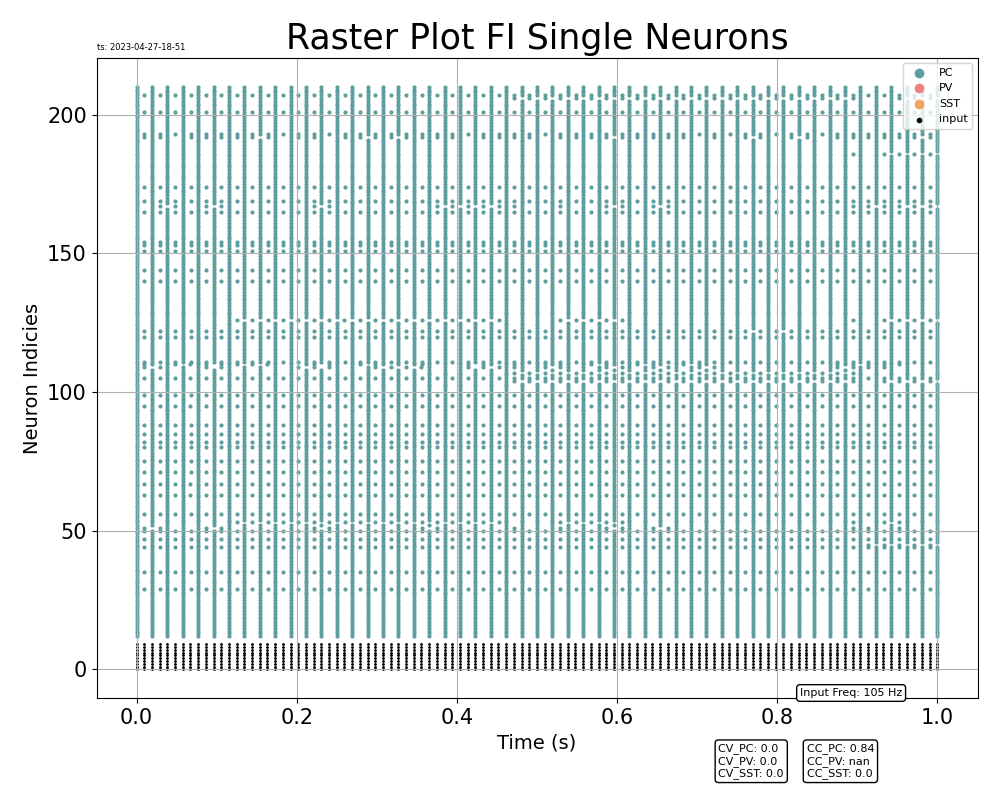 Raster Plot FI Single Neurons
ts: 2023-04-27-18-51
PC
PV
SST
input
200
150
100
50
0
Neuron Indicies
Input Freq: 105 Hz
0.0 0.2 0.4 0.6 0.8 1.0
Time (s)
CV_PC: 0.0
CV_PV: 0.0
CV_SST: 0.0
CC_PC: 0.84
CC_PV: nan
CC_SST: 0.0